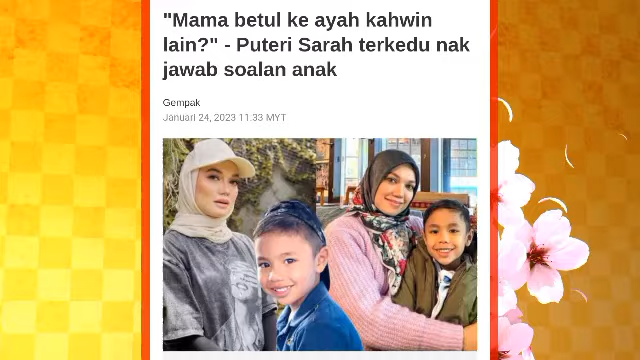 "Mama betul ke ayah kahwin
lain?" - Puteri Sarah terkedu nak
jawab soalan anak
Gempak
Januari 24, 2023 11:33 MYT